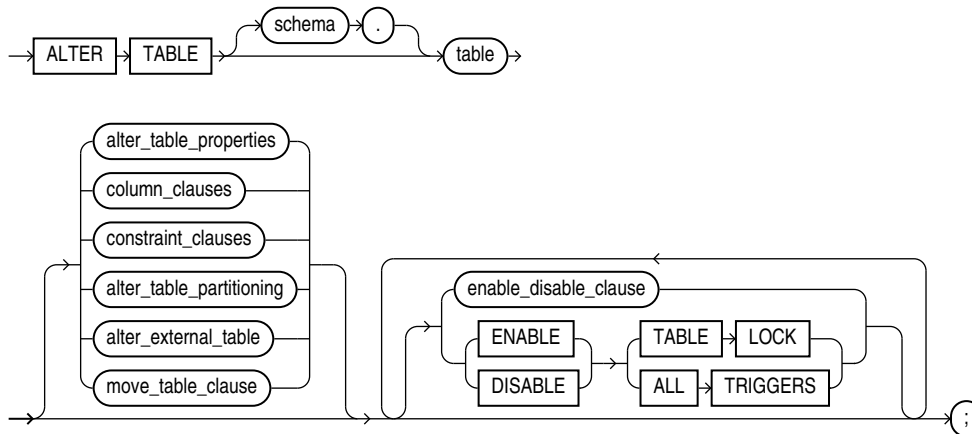 schema .
ALTER TABLE table
alter_table_properties
column_clauses
constraint_clauses
alter_table_partitioning
alter_external_table
move_table_clause
enable_disable_clause
ENABLE TABLE LOCK
DISABLE ALL TRIGGERS
;